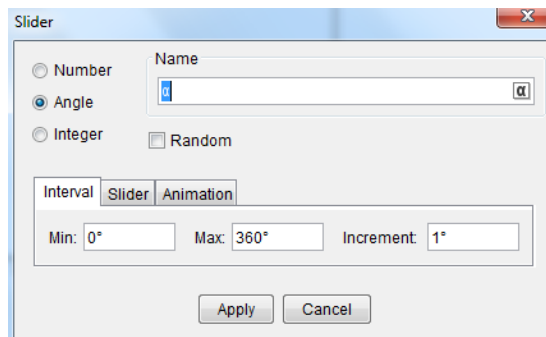 Slider
Name
Number
α α
Angle
Integer
Random
Interval Slider Animation
Min: 0° Max: 360° Increment: 1°
Apply Cancel